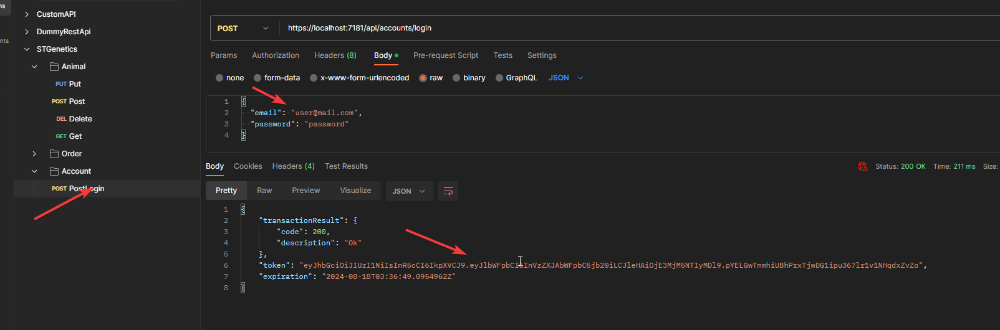 ns
CustomAPI
DummyRestApi
nts
STGenetics
Animal
PUT Put
POST Post
DEL Delete
GET Get
Order
Account
POST PostLogin
POST https://localhost:7181/api/accounts/login
Params Authorization Headers (8) Body Pre-request Script Tests Settings
none form-data x-www-form-urlencoded raw binary GraphQL JSON
1 {
2 "email": "user@mail.com",
3 "password": "password"
4 }
Body Cookies Headers (4) Test Results Status: 200 OK Time: 211 ms Size:
Pretty Raw Preview Visualize JSON
1 {
2 "transactionResult": {
3 "code": 200,
4 "description": "Ok"
5 },
6 "token": "eyJhbGciOiJIUzI1NiIsInR5cCI6IkpXVCJ9.eyJlbWFpbCI6InVzZXJAbWFpbC5jb20iLCJleHAiOjE3MjM5NTIyMDl9.pYELGwTmmhiUBhPrxTjwDG1ipu367lr1v1NHqdxZvZo",
7 "expiration": "2024-08-18T03:36:49.0954962Z"
8 }